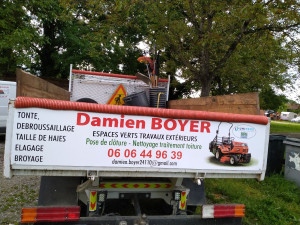 TONTE,
DEBROUSSAILLAGE
TAILLE DE HAIES
ELAGAGE
BROYAGE
Damien BOYER
ESPACES VERTS TRAVAUX EXTÉRIEURS
Pose de clôture - Nettoyage traitement toiture
06 06 44 96 39
damien.boyer24110@gmail.com